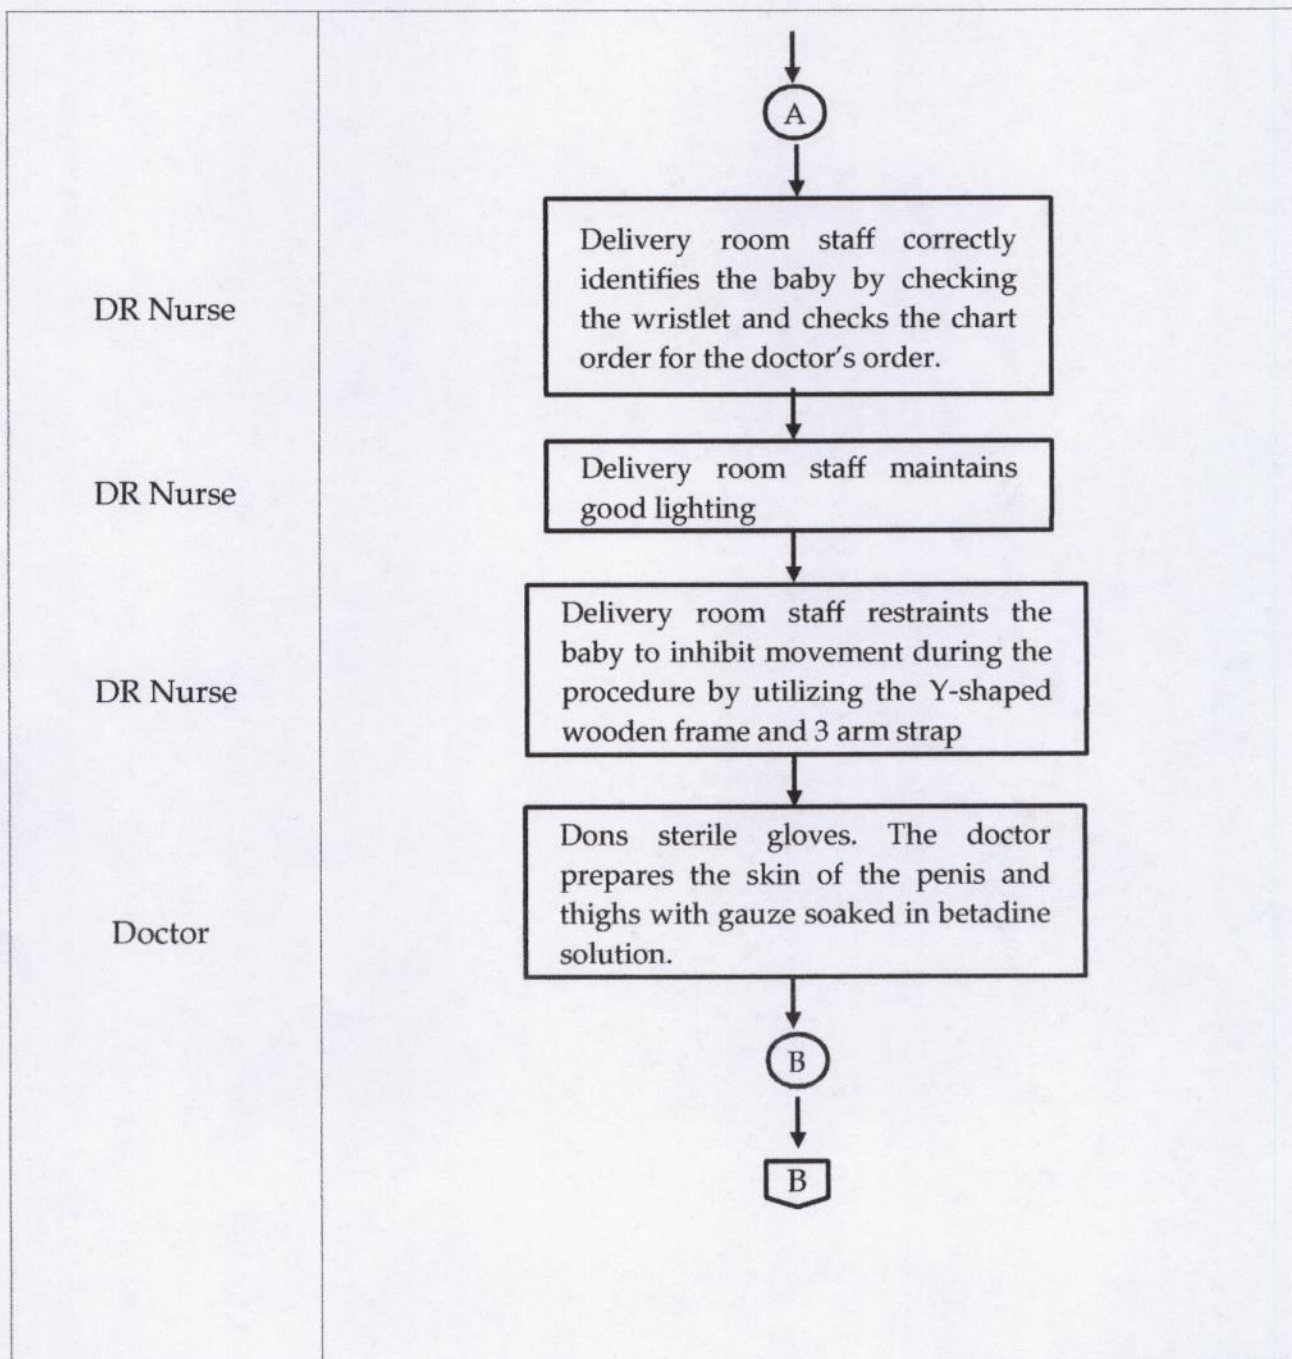 A
DR Nurse
Delivery room staff correctly
identifies the baby by checking
the wristlet and checks the chart
order for the doctor's order.
DR Nurse
Delivery room staff maintains
good lighting
DR Nurse
Delivery room staff restraints the
baby to inhibit movement during the
procedure by utilizing the Y-shaped
wooden frame and 3 arm strap
Doctor
Dons sterile gloves. The doctor
prepares the skin of the penis and
thighs with gauze soaked in betadine
solution.
B
B